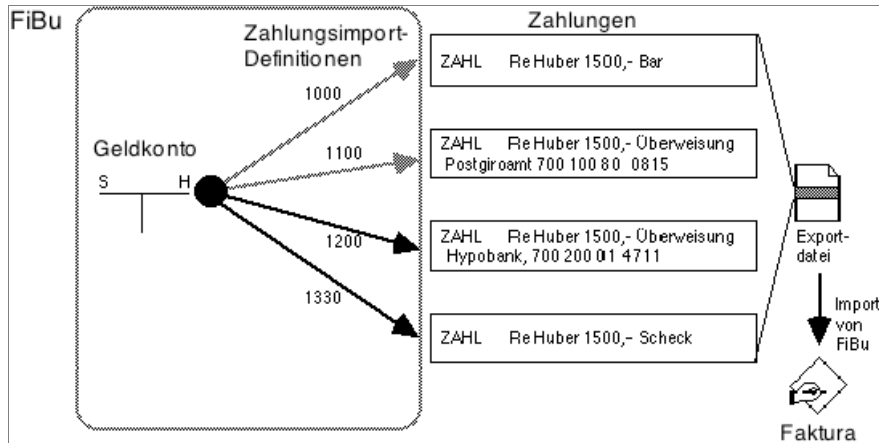 FiBu
Zahlungsimport-
Definitionen
Zahlungen
1000
ZAHL Re Huber 1500,- Bar
Geldkonto
S H
1100
ZAHL Re Huber 1500,- Überweisung
Postgiroamt 700 100 80 0815
1200
ZAHL Re Huber 1500,- Überweisung
Hypobank, 700 200 01 4711
1330
ZAHL Re Huber 1500,- Scheck
Export-
datei
Import
von
FiBu
Faktura